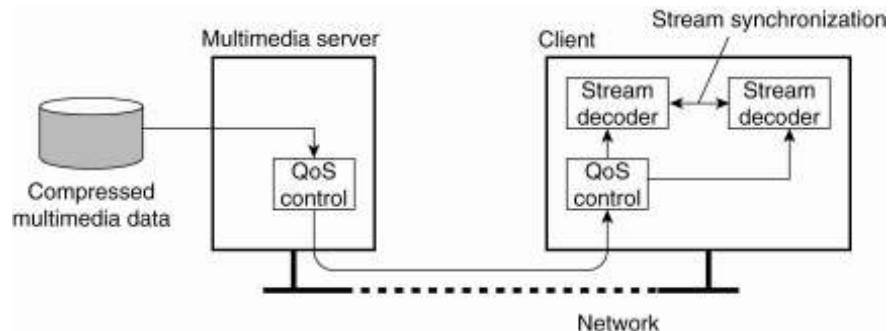 Stream synchronization
Multimedia server
Client
Stream
decoder
Stream
decoder
QoS
control
QoS
control
Compressed
multimedia data
Network